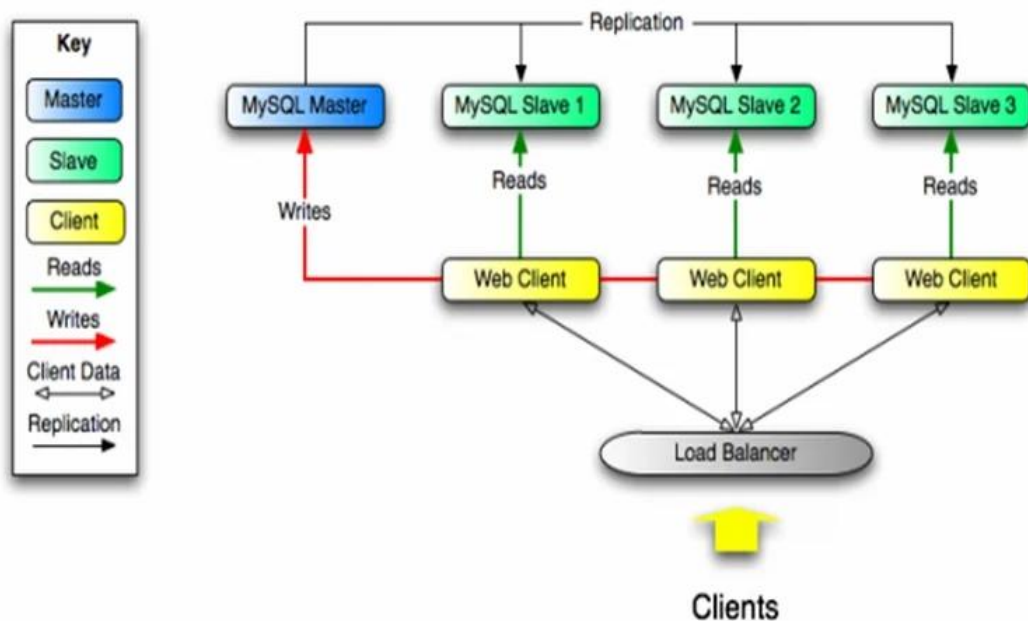 Key
Master
Slave
Client
Reads
Writes
Client Data
Replication
Replication
MySQL Master
MySQL Slave 1
MySQL Slave 2
MySQL Slave 3
Reads
Reads
Reads
Writes
Web Client
Web Client
Web Client
Load Balancer
Clients